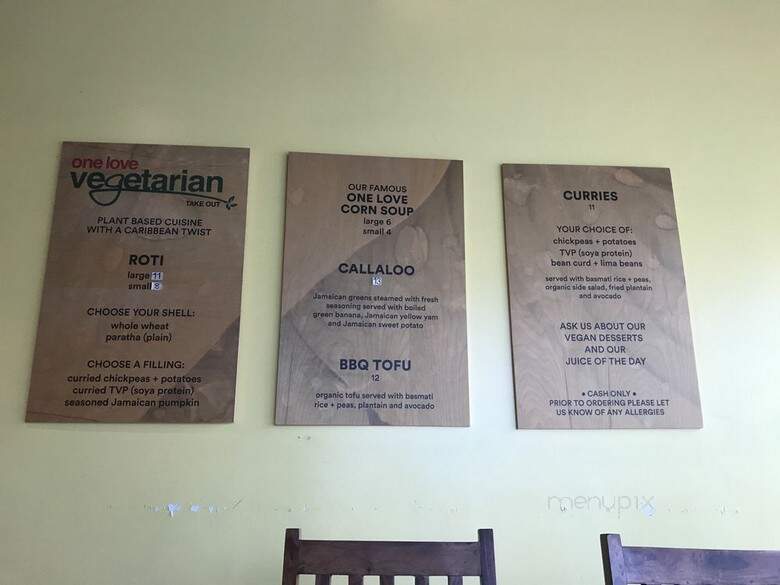 one love
vegetarian
TAKE OUT
PLANT BASED CUISINE
WITH A CARIBBEAN TWIST
ROTI
large 11
small 8
CHOOSE YOUR SHELL:
whole wheat
paratha (plain)
CHOOSE A FILLING:
curried chickpeas + potatoes
curried TVP (soya protein)
seasoned Jamaican pumpkin
OUR FAMOUS
ONE LOVE
CORN SOUP
large 6
small 4
CALLALOO
13
Jamaican greens steamed with fresh
seasoning served with boiled
green banana, Jamaican yellow yam
and Jamaican sweet potato
BBQ TOFU
12
organic tofu served with basmati
rice + peas, plantain and avocado
CURRIES
11
YOUR CHOICE OF:
chickpeas + potatoes
TVP (soya protein)
bean curd + lima beans
served with basmati rice + peas,
organic side salad, fried plantain
and avocado
ASK US ABOUT OUR
VEGAN DESSERTS
AND OUR
JUICE OF THE DAY
• CASH ONLY •
PRIOR TO ORDERING PLEASE LET
US KNOW OF ANY ALLERGIES
menupix